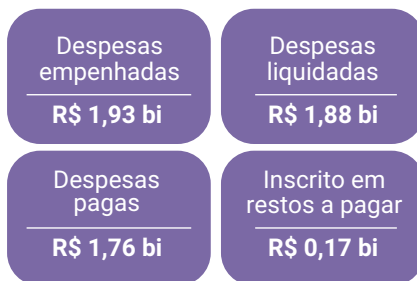 Despesas
empenhadas
R$ 1,93 bi
Despesas
liquidadas
R$ 1,88 bi
Despesas
pagas
R$ 1,76 bi
Inscrito em
restos a pagar
R$ 0,17 bi